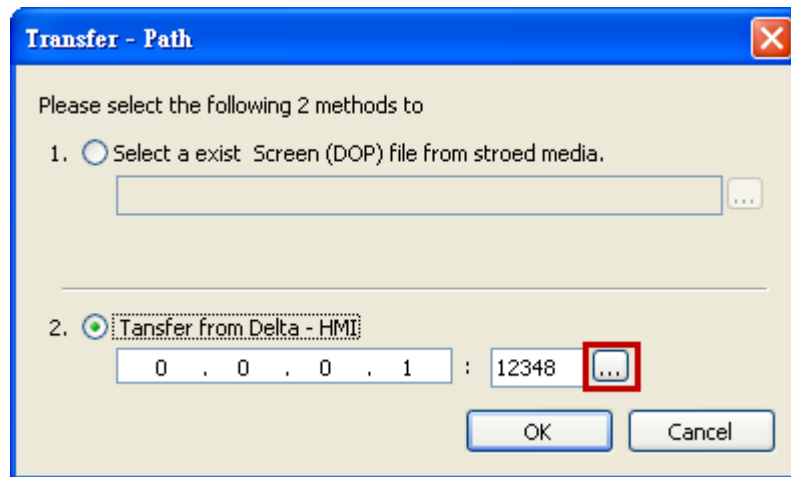 Transfer - Path
Please select the following 2 methods to
1. Select a exist Screen (DOP) file from stroed media.
...
2. Tansfer from Delta - HMI
0 . 0 . 0 . 1 : 12348 ...
OK Cancel